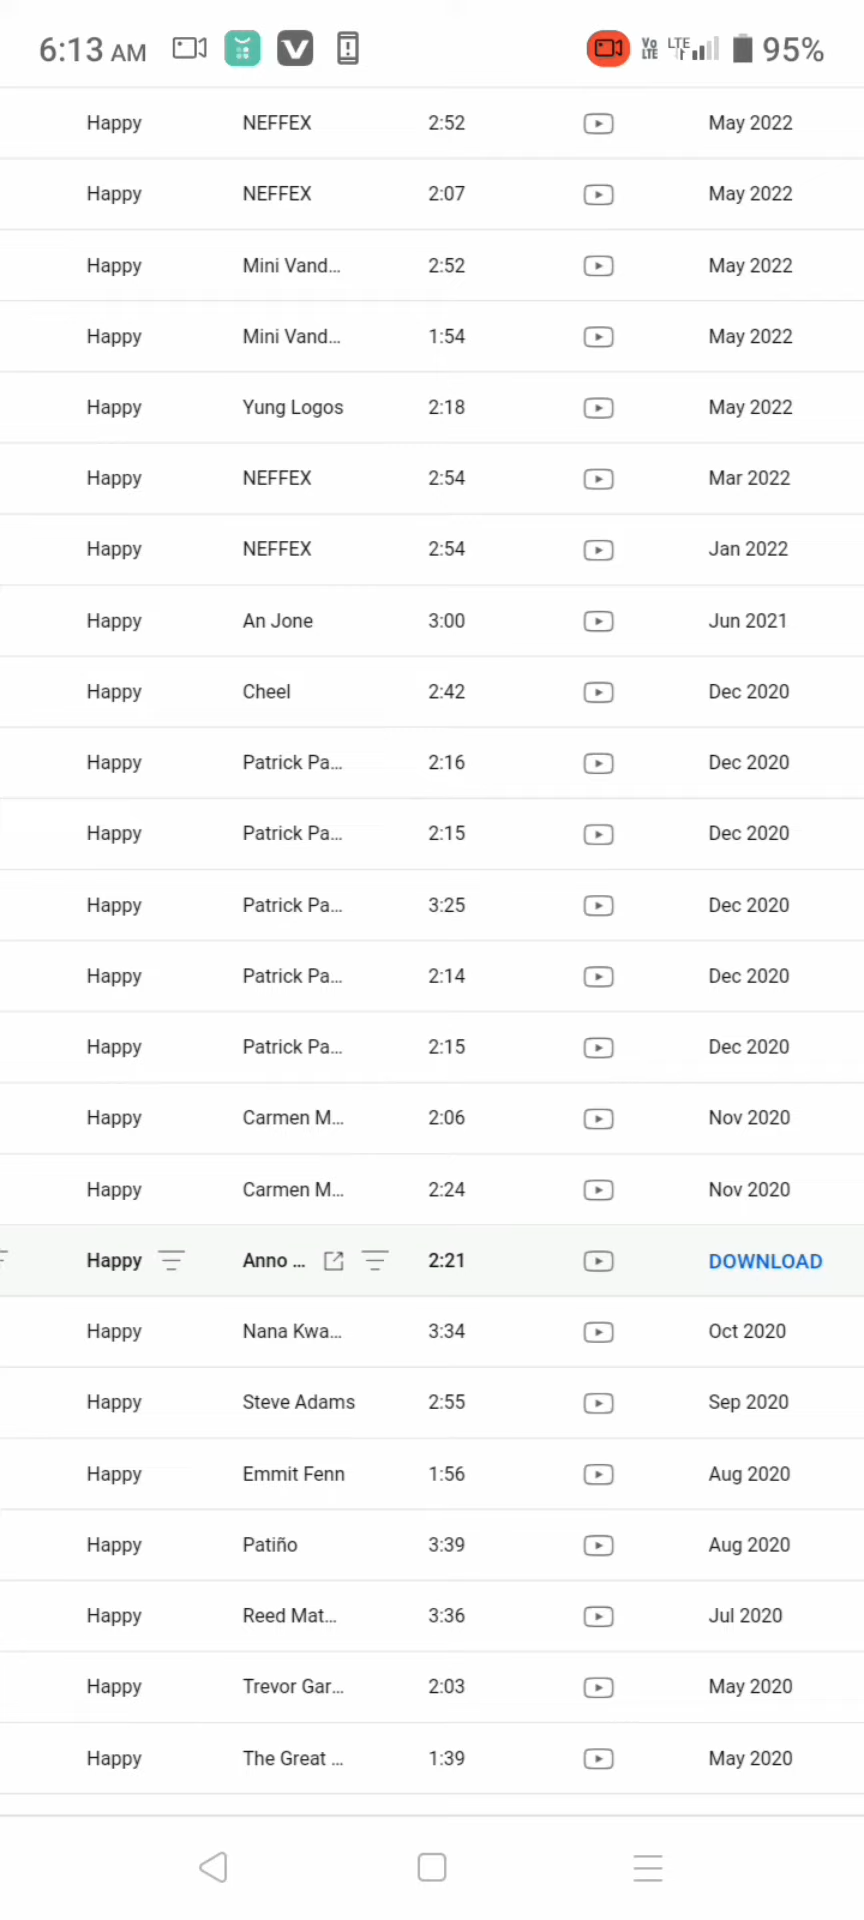 6:13 AM 95%
Happy NEFFEX 2:52 May 2022
Happy NEFFEX 2:07 May 2022
Happy Mini Vand... 2:52 May 2022
Happy Mini Vand... 1:54 May 2022
Happy Yung Logos 2:18 May 2022
Happy NEFFEX 2:54 Mar 2022
Happy NEFFEX 2:54 Jan 2022
Happy An Jone 3:00 Jun 2021
Happy Cheel 2:42 Dec 2020
Happy Patrick Pa... 2:16 Dec 2020
Happy Patrick Pa... 2:15 Dec 2020
Happy Patrick Pa... 3:25 Dec 2020
Happy Patrick Pa... 2:14 Dec 2020
Happy Patrick Pa... 2:15 Dec 2020
Happy Carmen M... 2:06 Nov 2020
Happy Carmen M... 2:24 Nov 2020
Happy Anno ... 2:21 DOWNLOAD
Happy Nana Kwa... 3:34 Oct 2020
Happy Steve Adams 2:55 Sep 2020
Happy Emmit Fenn 1:56 Aug 2020
Happy Patiño 3:39 Aug 2020
Happy Reed Mat... 3:36 Jul 2020
Happy Trevor Gar... 2:03 May 2020
Happy The Great ... 1:39 May 2020